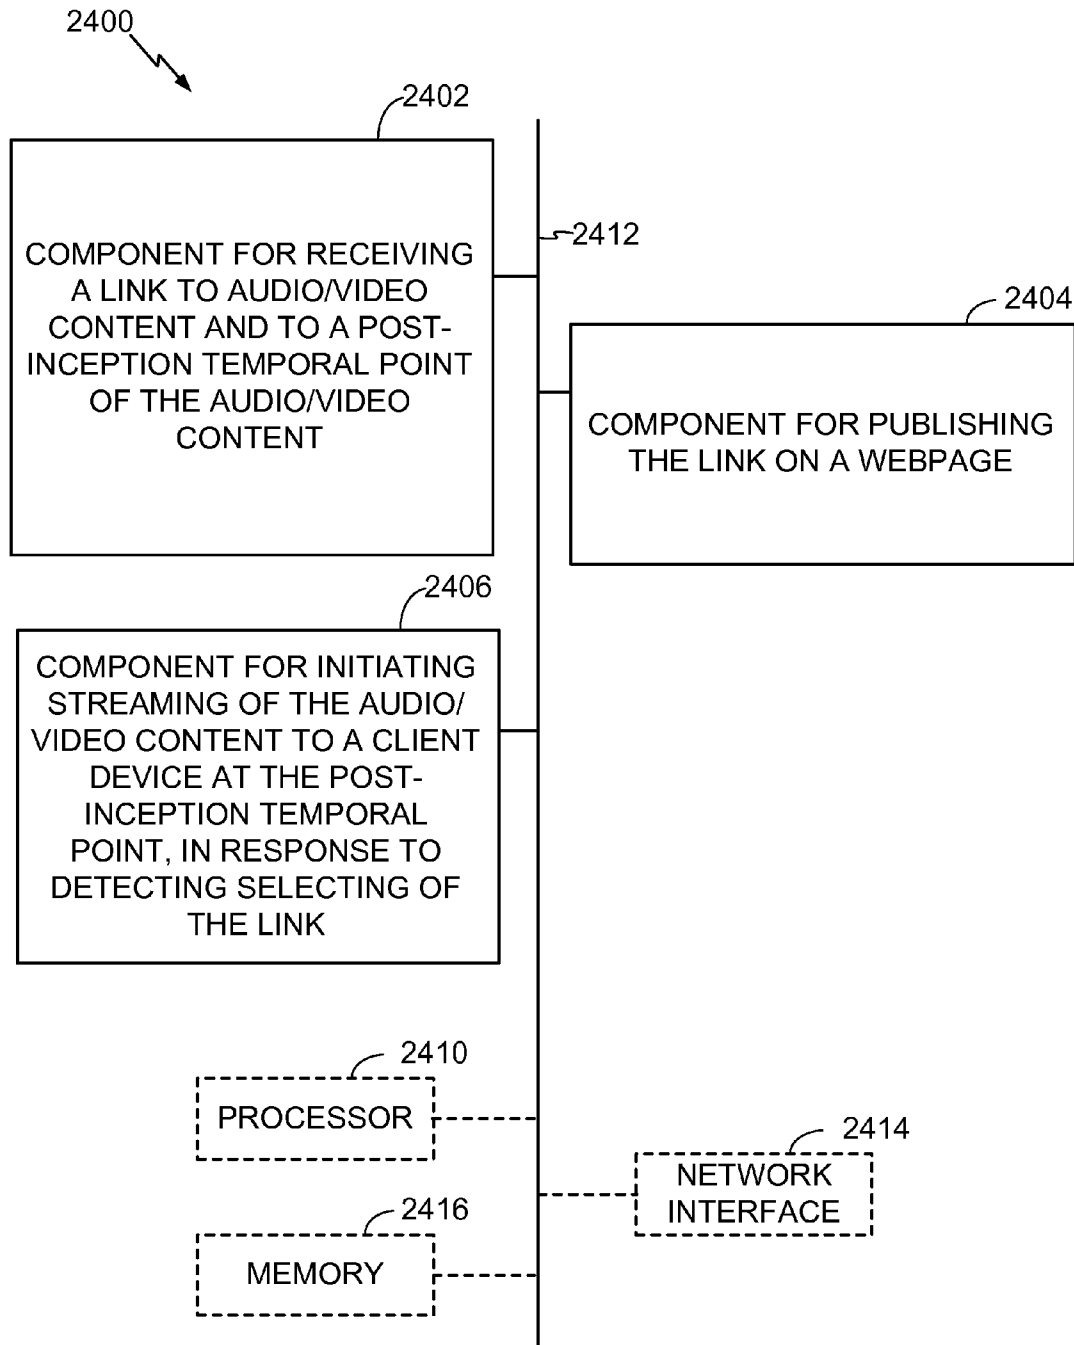 2400
2402
COMPONENT FOR RECEIVING
A LINK TO AUDIO/VIDEO
CONTENT AND TO A POST-
INCEPTION TEMPORAL POINT
OF THE AUDIO/VIDEO
CONTENT
2412
2404
COMPONENT FOR PUBLISHING
THE LINK ON A WEBPAGE
2406
COMPONENT FOR INITIATING
STREAMING OF THE AUDIO/
VIDEO CONTENT TO A CLIENT
DEVICE AT THE POST-
INCEPTION TEMPORAL
POINT, IN RESPONSE TO
DETECTING SELECTING OF
THE LINK
2410
PROCESSOR
2414
NETWORK
INTERFACE
2416
MEMORY